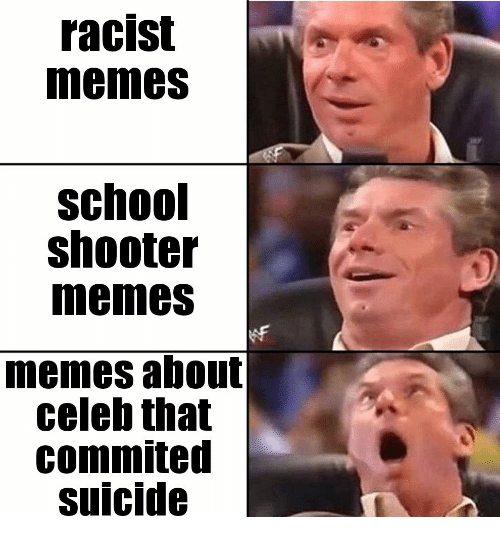 racist
memes
school
shooter
memes
memes about
celeb that
commited
suicide